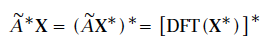 Ã*X = (ÃX*)* = [DFT(X*)]*